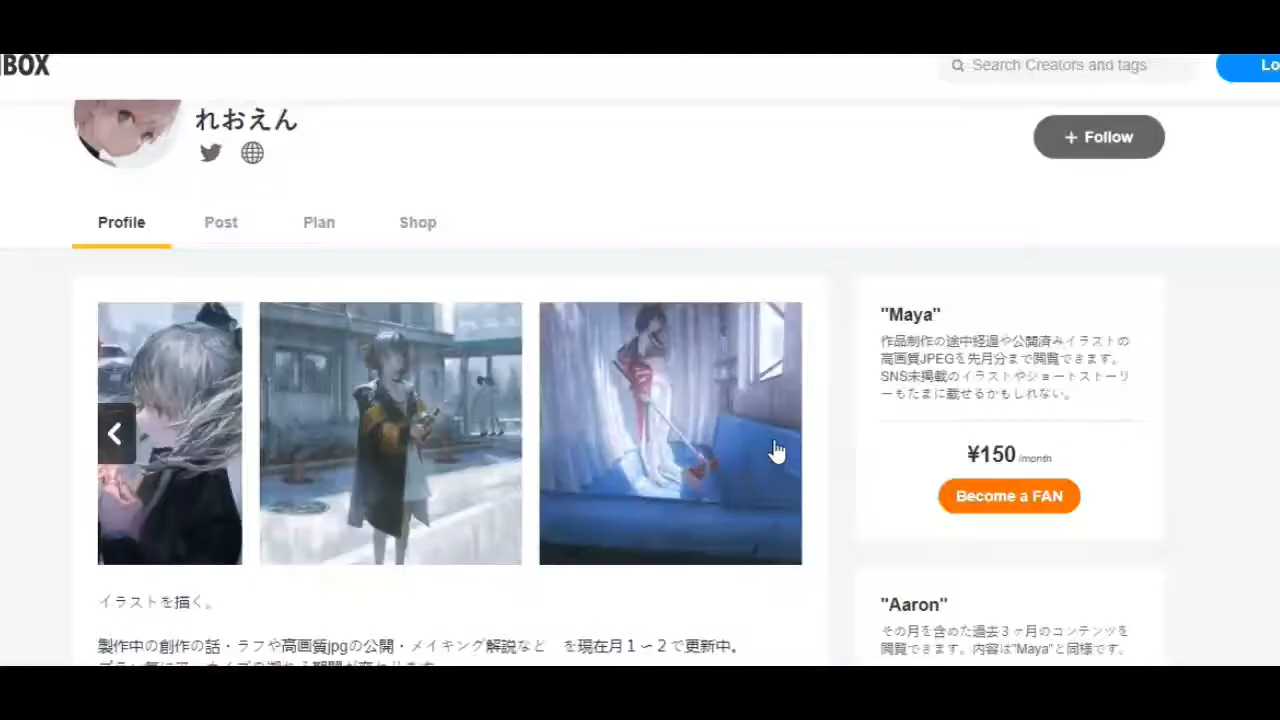 NBOX
Search Creators and tags
Lo
れおえん
+ Follow
Profile
Post
Plan
Shop
"Maya"
作品制作の途中経過や公開済みイラストの
高画質JPEGを先月分まで閲覧できます。
SNS未掲載のイラストやショートストーリ
ーもたまに載せるかもしれない。
¥150 /month
Become a FAN
イラストを描く。
製作中の創作の話・ラフや高画質jpgの公開・メイキング解説など　を現在月１〜２で更新中。
"Aaron"
その月を含めた過去３ヶ月のコンテンツを
閲覧できます。内容は"Maya"と同様です。